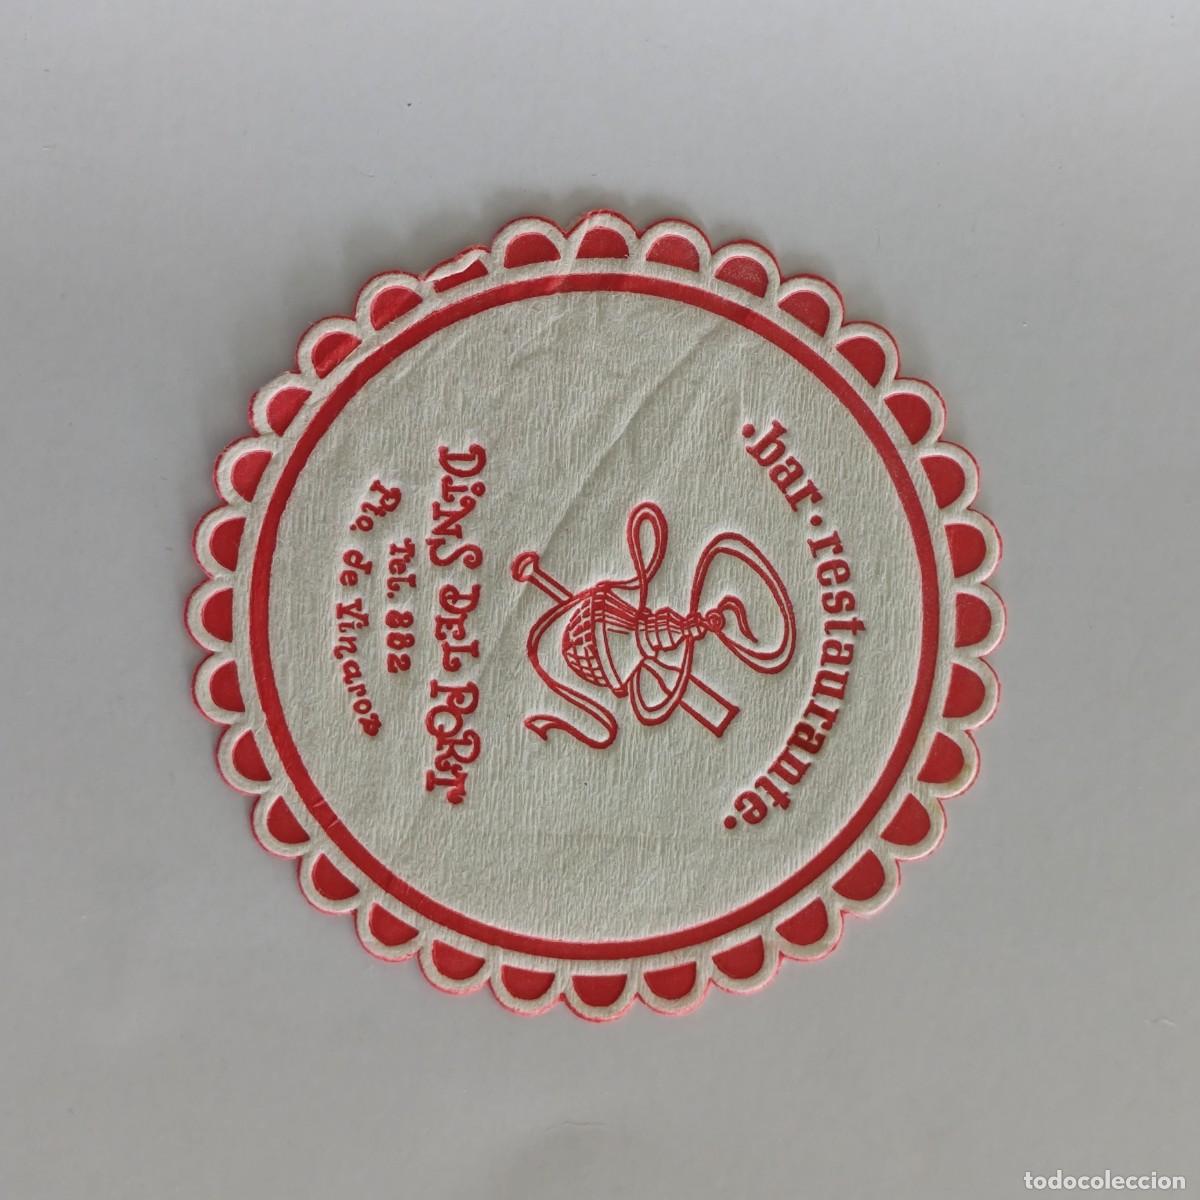 .bar.restaurante.
DINS DEL PORT
Tel. 882
Pto. de Vinaroz
todocoleccion